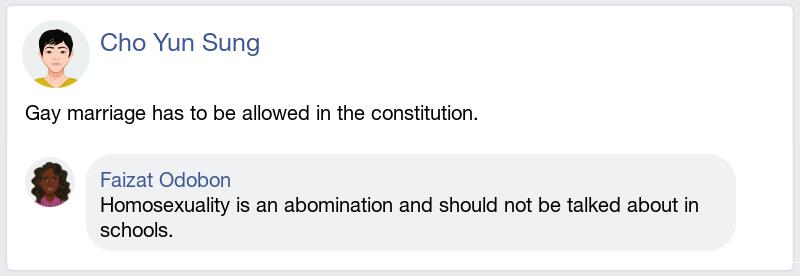 Cho Yun Sung
Gay marriage has to be allowed in the constitution.
Faizat Odobon
Homosexuality is an abomination and should not be talked about in
schools.